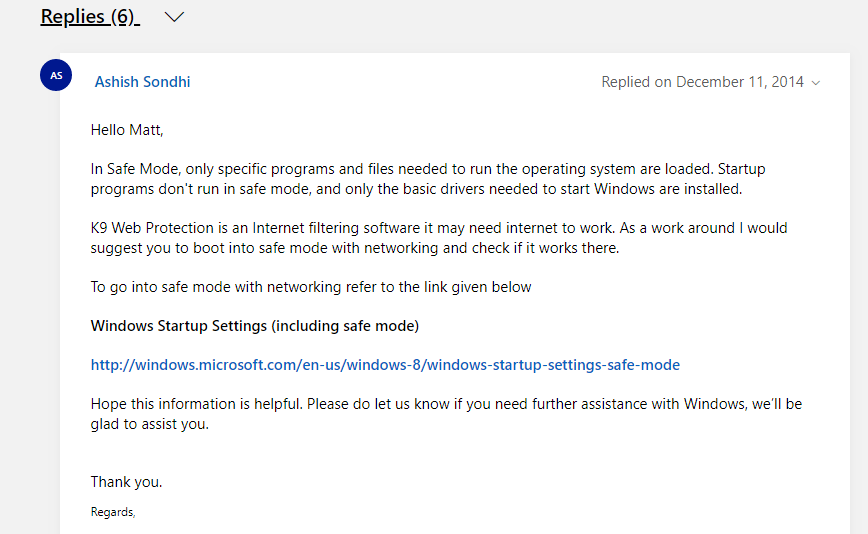 Replies (6)
AS
Ashish Sondhi
Replied on December 11, 2014
Hello Matt,
In Safe Mode, only specific programs and files needed to run the operating system are loaded. Startup
programs don't run in safe mode, and only the basic drivers needed to start Windows are installed.
K9 Web Protection is an Internet filtering software it may need internet to work. As a work around I would
suggest you to boot into safe mode with networking and check if it works there.
To go into safe mode with networking refer to the link given below
Windows Startup Settings (including safe mode)
http://windows.microsoft.com/en-us/windows-8/windows-startup-settings-safe-mode
Hope this information is helpful. Please do let us know if you need further assistance with Windows, we'll be
glad to assist you.
Thank you.
Regards,